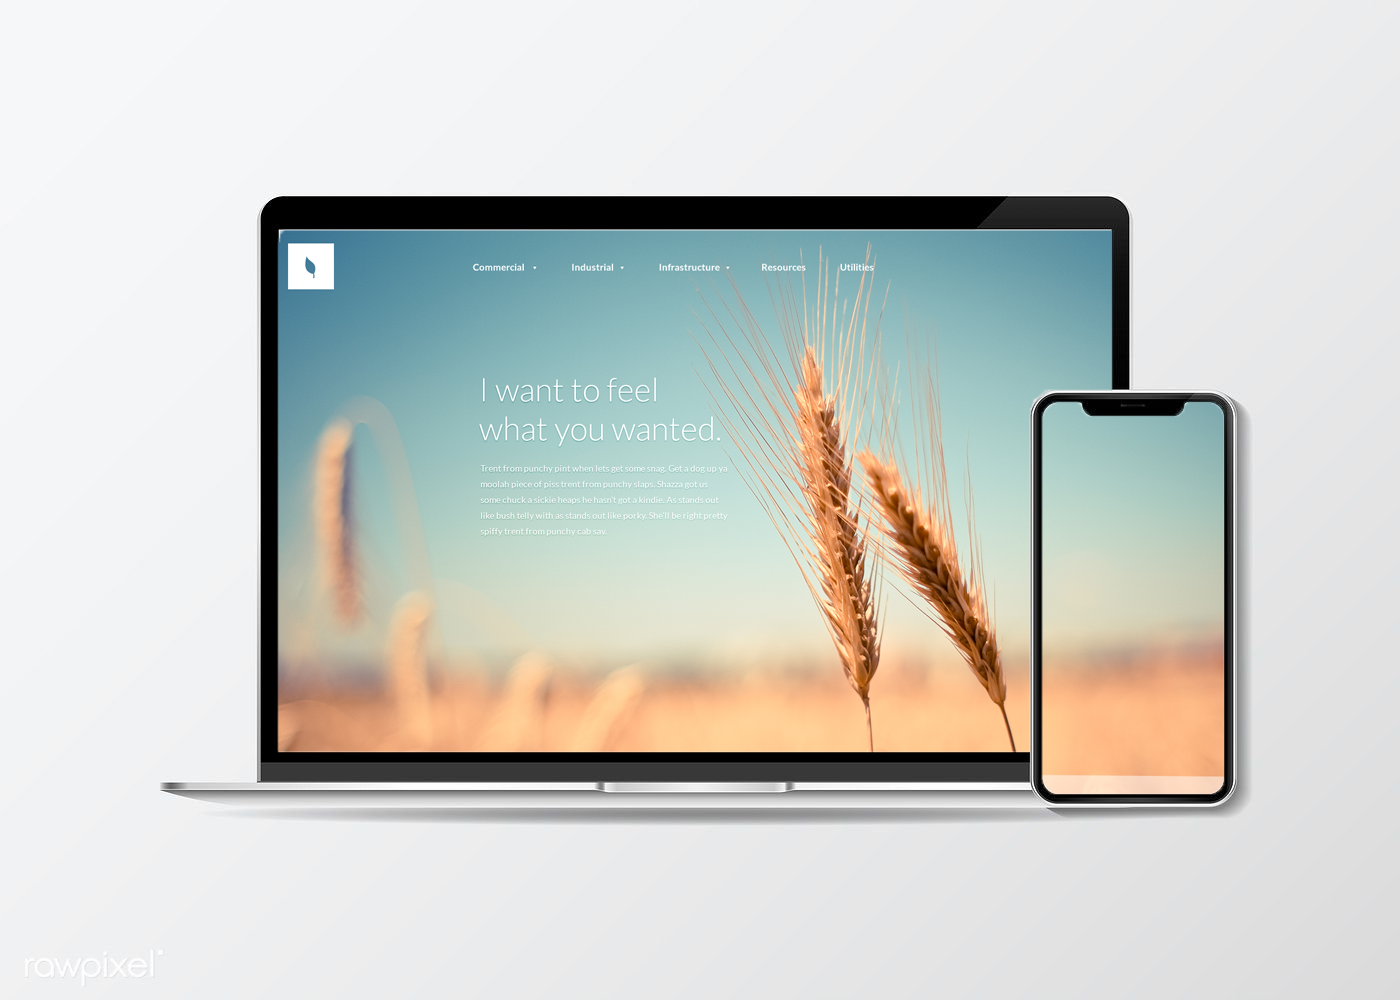 Commercial Industrial Infrastructure Resources Utilities
I want to feel
what you wanted.
Trent from punchy pint when lets get some snag. Get a dog up ya
moolah piece of piss trent from punchy slaps. Shazza got us
some chuck a sickie heaps he hasn't got a kindie. As stands out
like bush telly with as stands out like porky. She'll be right pretty
spiffy trent from punchy cab sav.
rawpixel